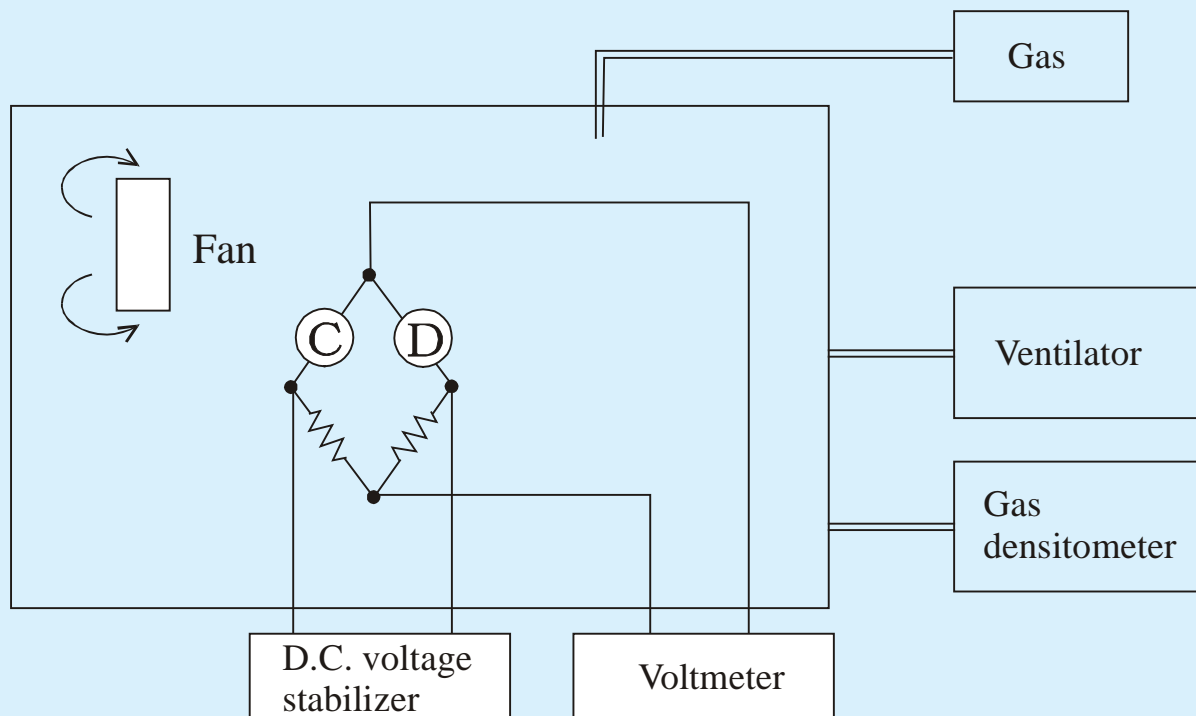 Gas
Fan
C
D
Ventilator
Gas
densitometer
D.C. voltage
stabilizer
Voltmeter